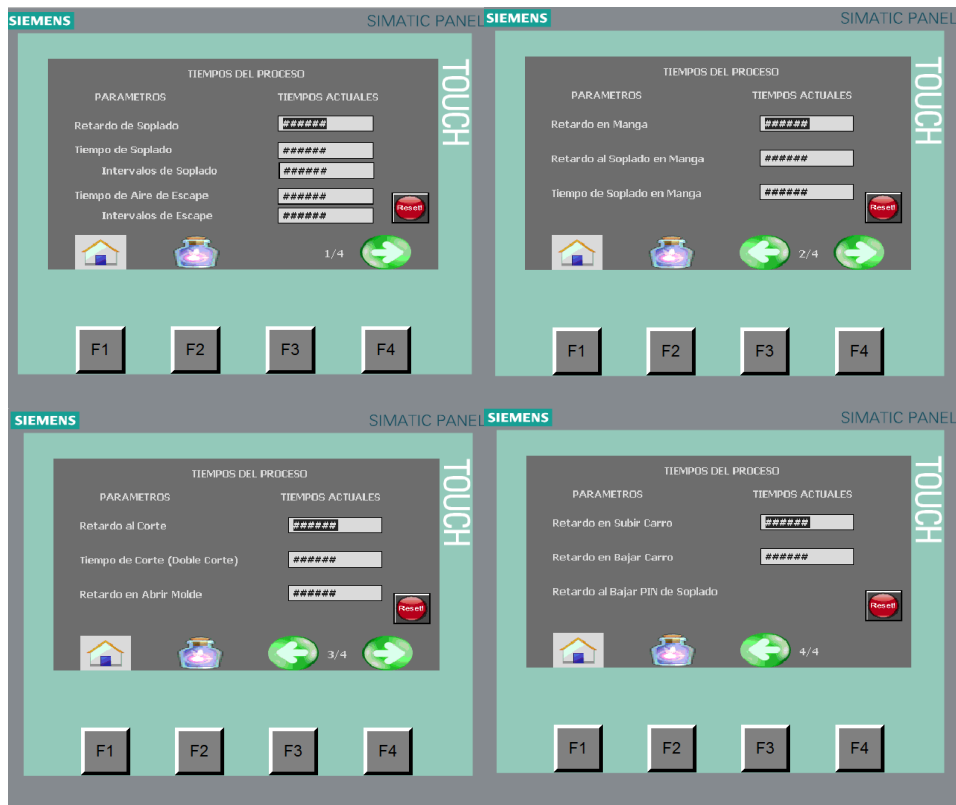 SIEMENS
SIMATIC PANEL
TOUCH
TIEMPOS DEL PROCESO
PARAMETROS TIEMPOS ACTUALES
Retardo de Soplado ######
Tiempo de Soplado ######
Intervalos de Soplado ######
Tiempo de Aire de Escape ######
Intervalos de Escape ######
Reset!
1/4
F1 F2 F3 F4
SIEMENS
SIMATIC PANEL
TOUCH
TIEMPOS DEL PROCESO
PARAMETROS TIEMPOS ACTUALES
Retardo en Manga ######
Retardo al Soplado en Manga ######
Tiempo de Soplado en Manga ######
Reset!
2/4
F1 F2 F3 F4
SIEMENS
SIMATIC PANEL
TOUCH
TIEMPOS DEL PROCESO
PARAMETROS TIEMPOS ACTUALES
Retardo al Corte ######
Tiempo de Corte (Doble Corte) ######
Retardo en Abrir Molde ######
Reset!
3/4
F1 F2 F3 F4
SIEMENS
SIMATIC PANEL
TOUCH
TIEMPOS DEL PROCESO
PARAMETROS TIEMPOS ACTUALES
Retardo en Subir Carro ######
Retardo en Bajar Carro ######
Retardo al Bajar PIN de Soplado
Reset!
4/4
F1 F2 F3 F4